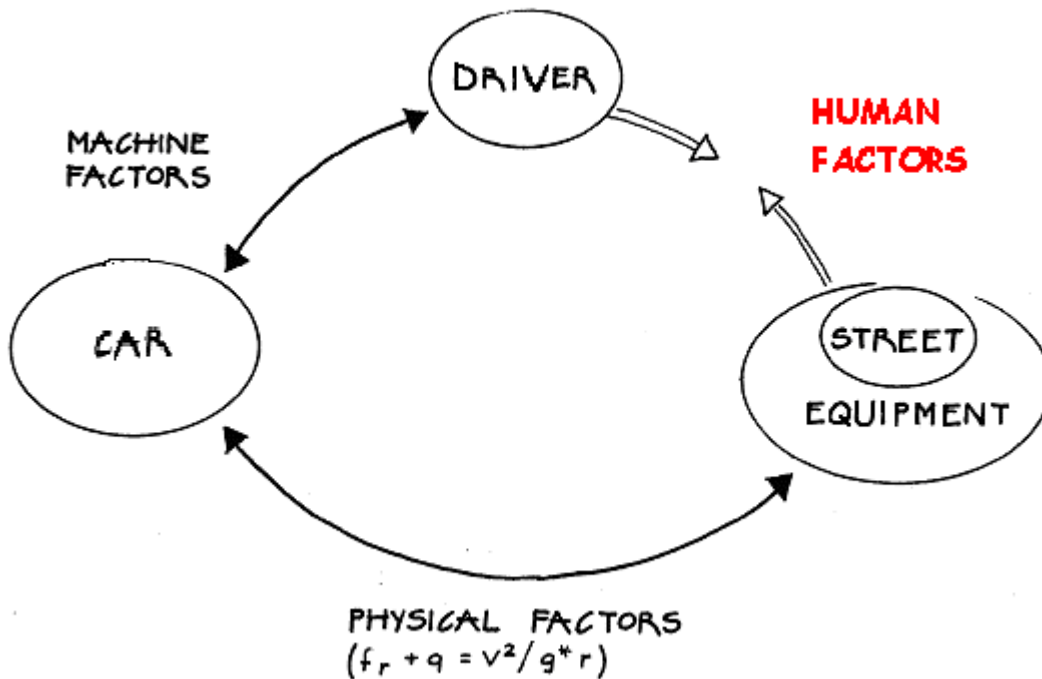 DRIVER
HUMAN
FACTORS
MACHINE
FACTORS
CAR
STREET
EQUIPMENT
PHYSICAL FACTORS
(fr + q = v²/g* r)